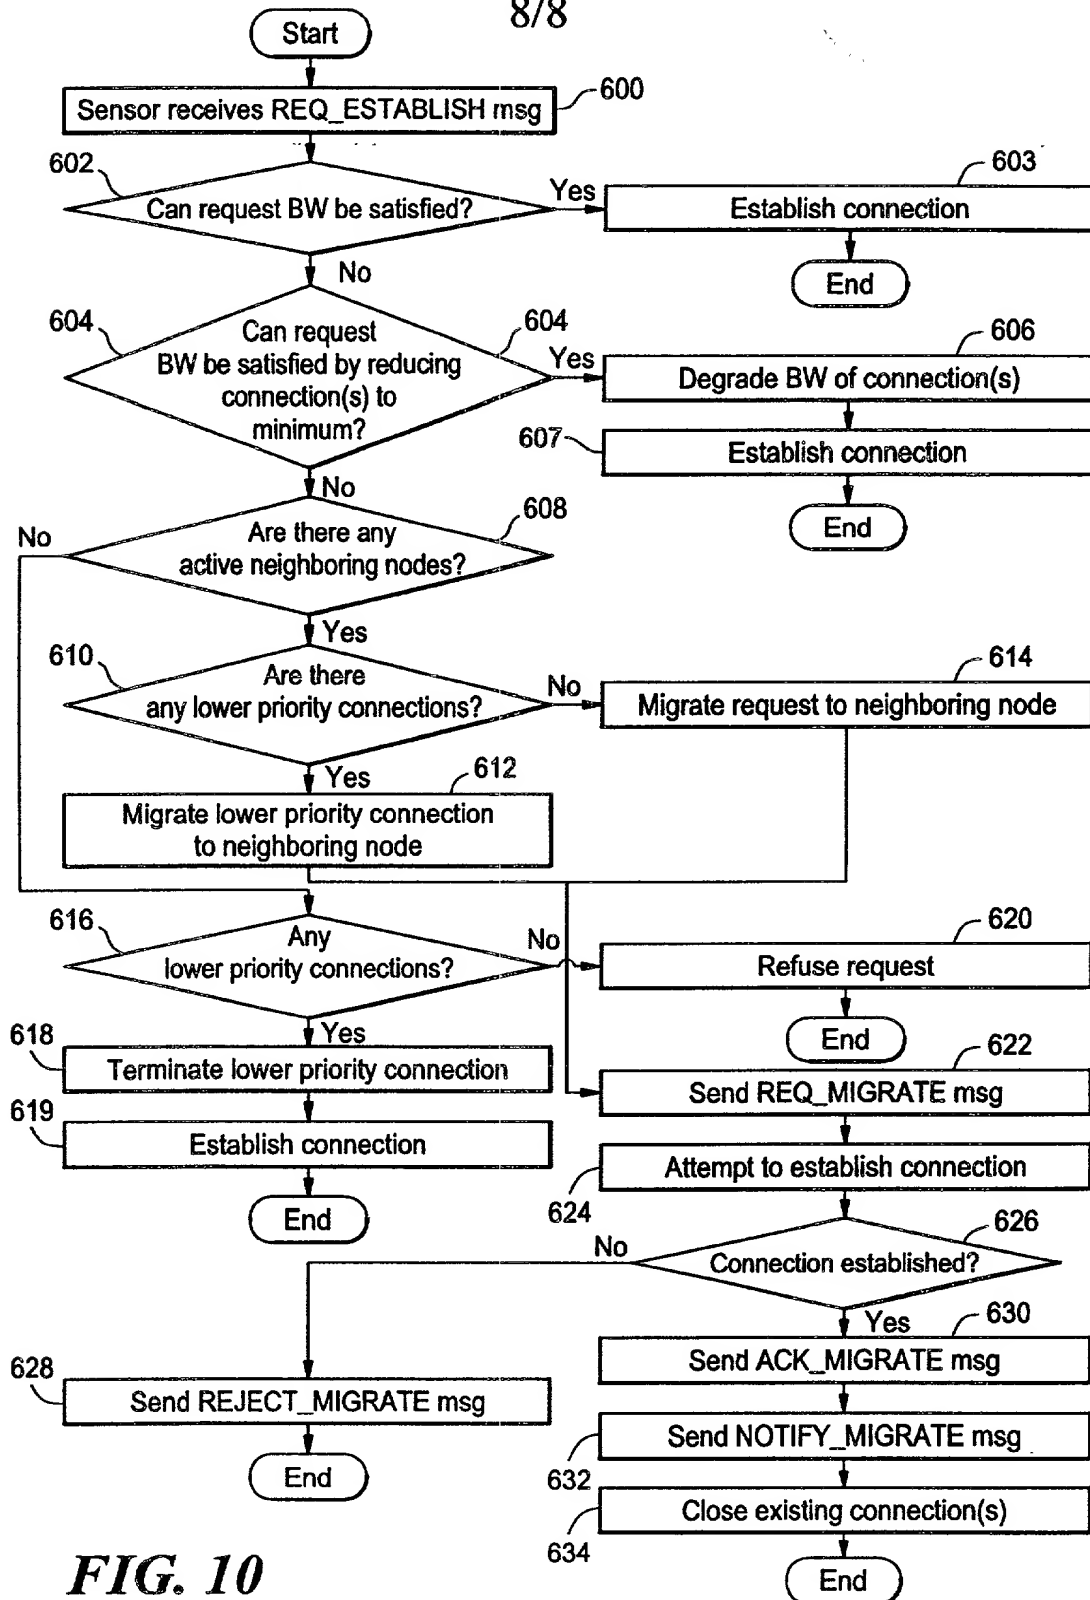 8/8
Start
600
Sensor receives REQ_ESTABLISH msg
602
Can request BW be satisfied?
Yes
603
Establish connection
End
No
604
604
Can request
BW be satisfied by reducing
connection(s) to
minimum?
Yes
606
Degrade BW of connection(s)
607
Establish connection
End
No
608
Are there any
active neighboring nodes?
No
Yes
610
Are there
any lower priority connections?
No
614
Migrate request to neighboring node
Yes
612
Migrate lower priority connection
to neighboring node
616
Any
lower priority connections?
No
620
Refuse request
End
Yes
618
Terminate lower priority connection
619
Establish connection
End
622
Send REQ_MIGRATE msg
Attempt to establish connection
624
626
Connection established?
No
Yes
630
Send ACK_MIGRATE msg
628
Send REJECT_MIGRATE msg
End
Send NOTIFY_MIGRATE msg
632
Close existing connection(s)
634
End
FIG. 10